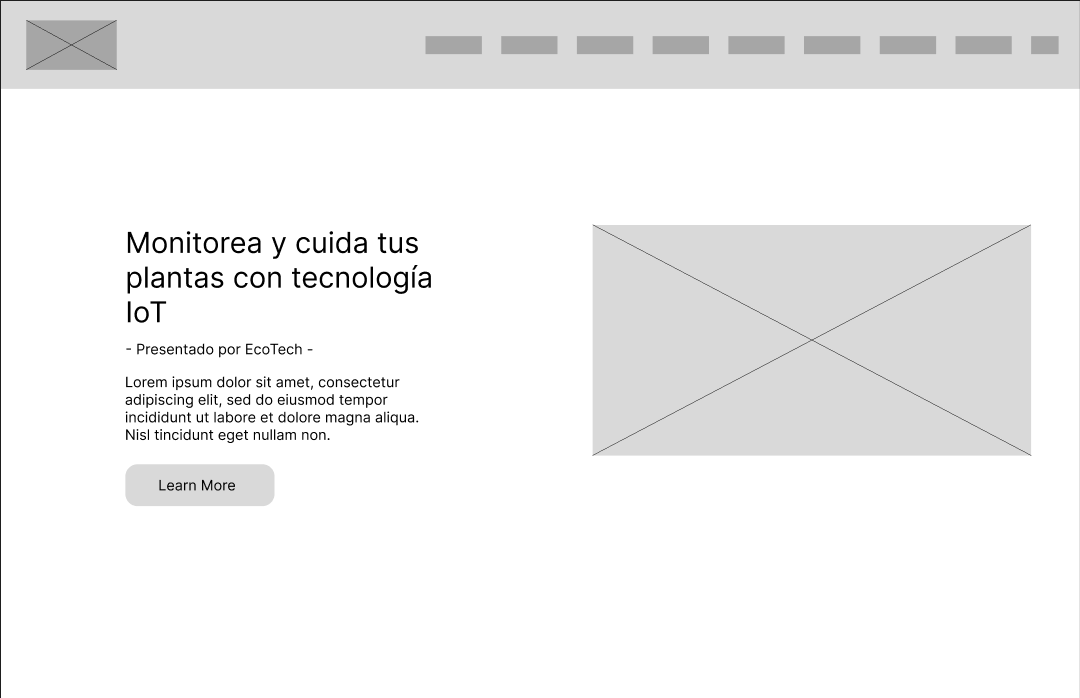 Monitorea y cuida tus
plantas con tecnología
IoT
- Presentado por EcoTech -
Lorem ipsum dolor sit amet, consectetur
adipiscing elit, sed do eiusmod tempor
incididunt ut labore et dolore magna aliqua.
Nisl tincidunt eget nullam non.
Learn More